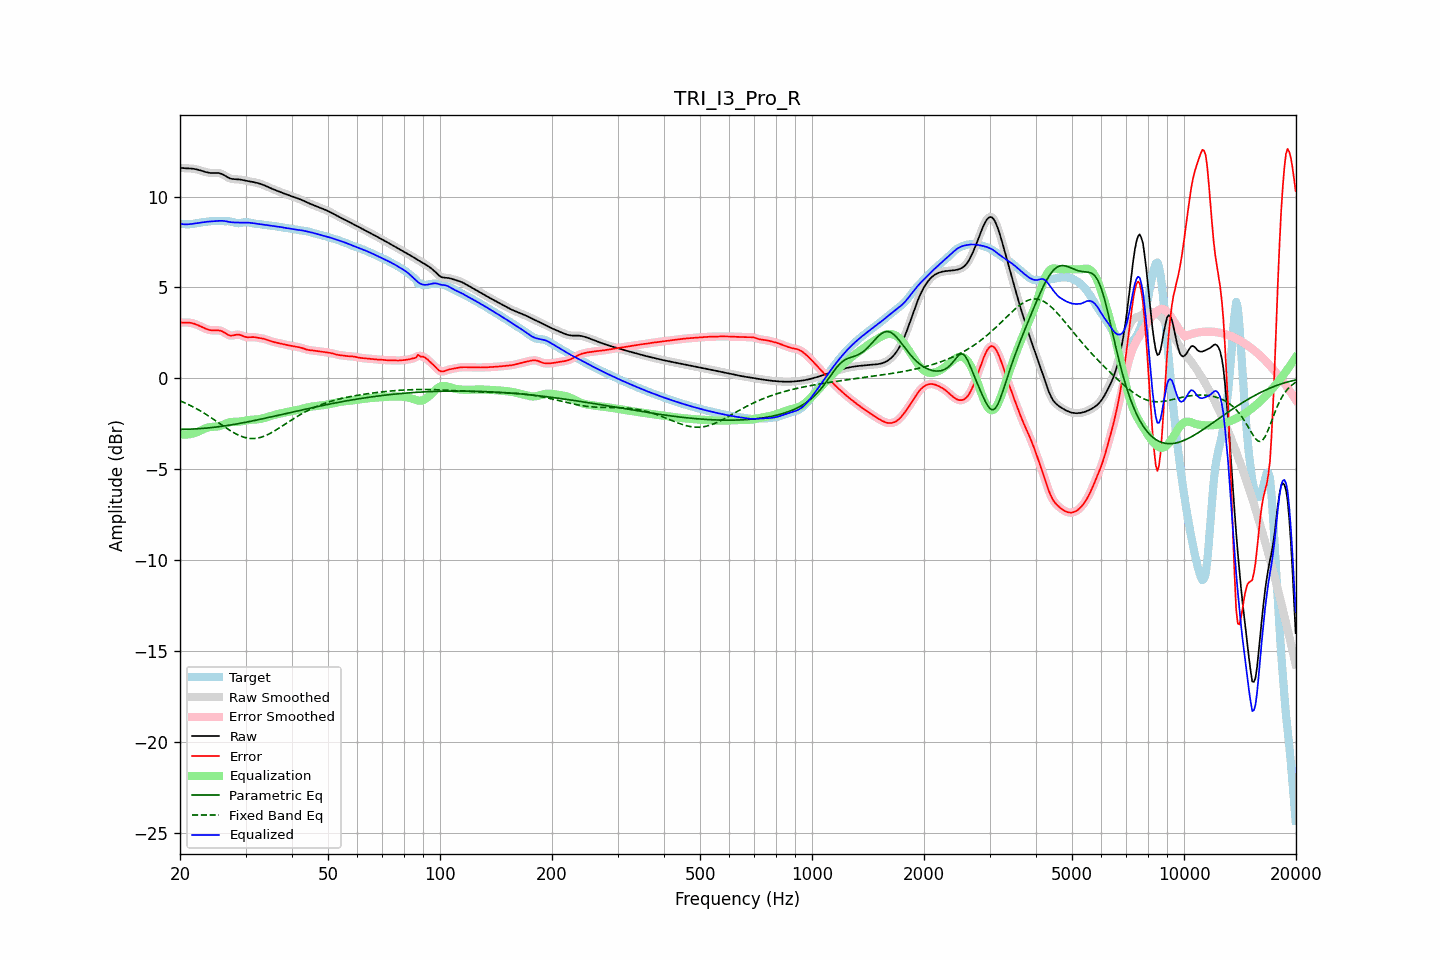 TRI_I3_Pro_R
Amplitude (dBr)
10
5
0
−5
−10
−15
−20
−25
Target
Raw Smoothed
Error Smoothed
Raw
Error
Equalization
Parametric Eq
Fixed Band Eq
Equalized
20 50 100 200 500 1000 2000 5000 10000 20000
Frequency (Hz)